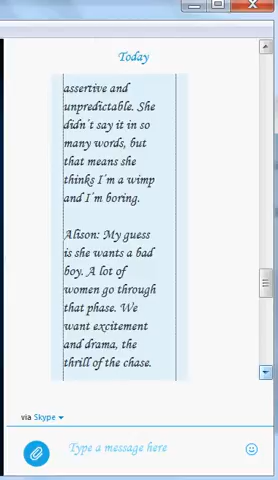 Today
assertive and
unpredictable. She
didn't say it in so
many words, but
that means she
thinks I'm a wimp
and I'm boring.
Alison: My guess
is she wants a bad
boy. A lot of
women go through
that phase. We
want excitement
and drama, the
thrill of the chase.
via Skype
Type a message here